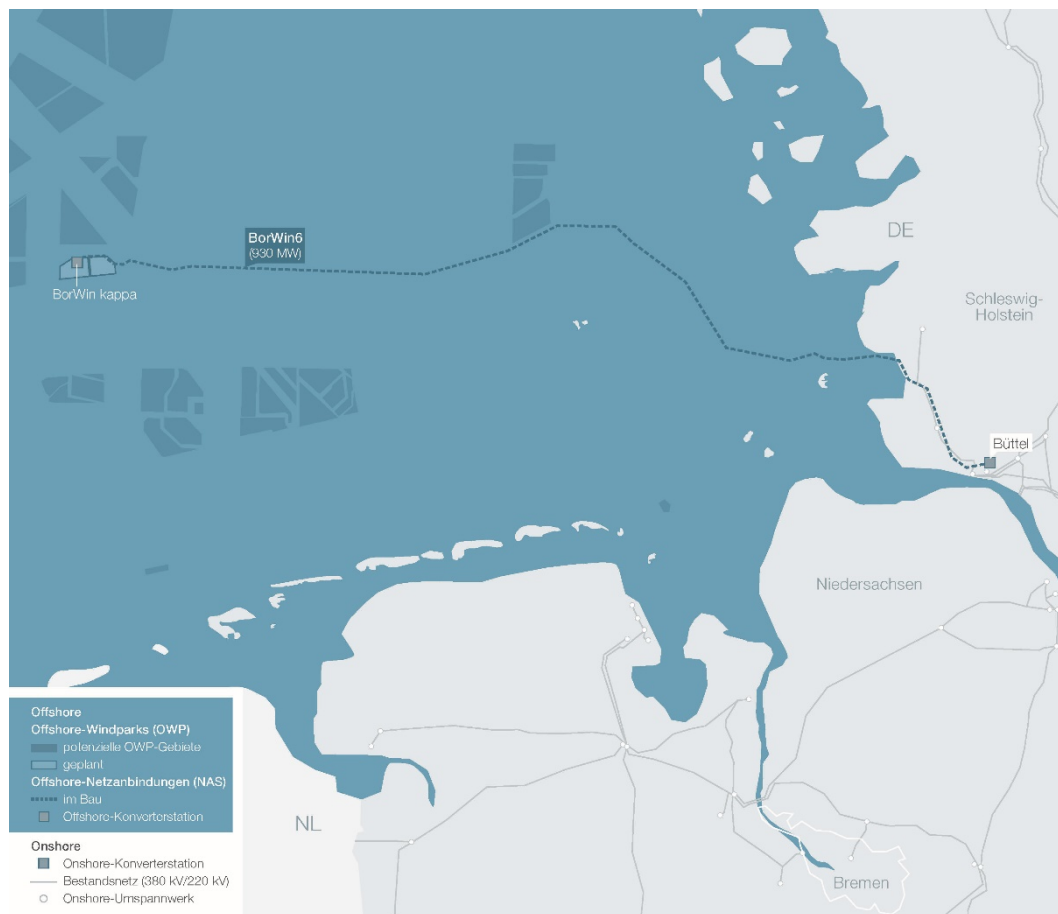 BorWin6
(930 MW)
BorWin kappa
DE
Schleswig-
Holstein
Büttel
Niedersachsen
NL
Bremen
Offshore
Offshore-Windparks (OWP)
potenzielle OWP-Gebiete
geplant
Offshore-Netzanbindungen (NAS)
im Bau
Offshore-Konverterstation
Onshore
Onshore-Konverterstation
Bestandsnetz (380 kV/220 kV)
Onshore-Umspannwerk